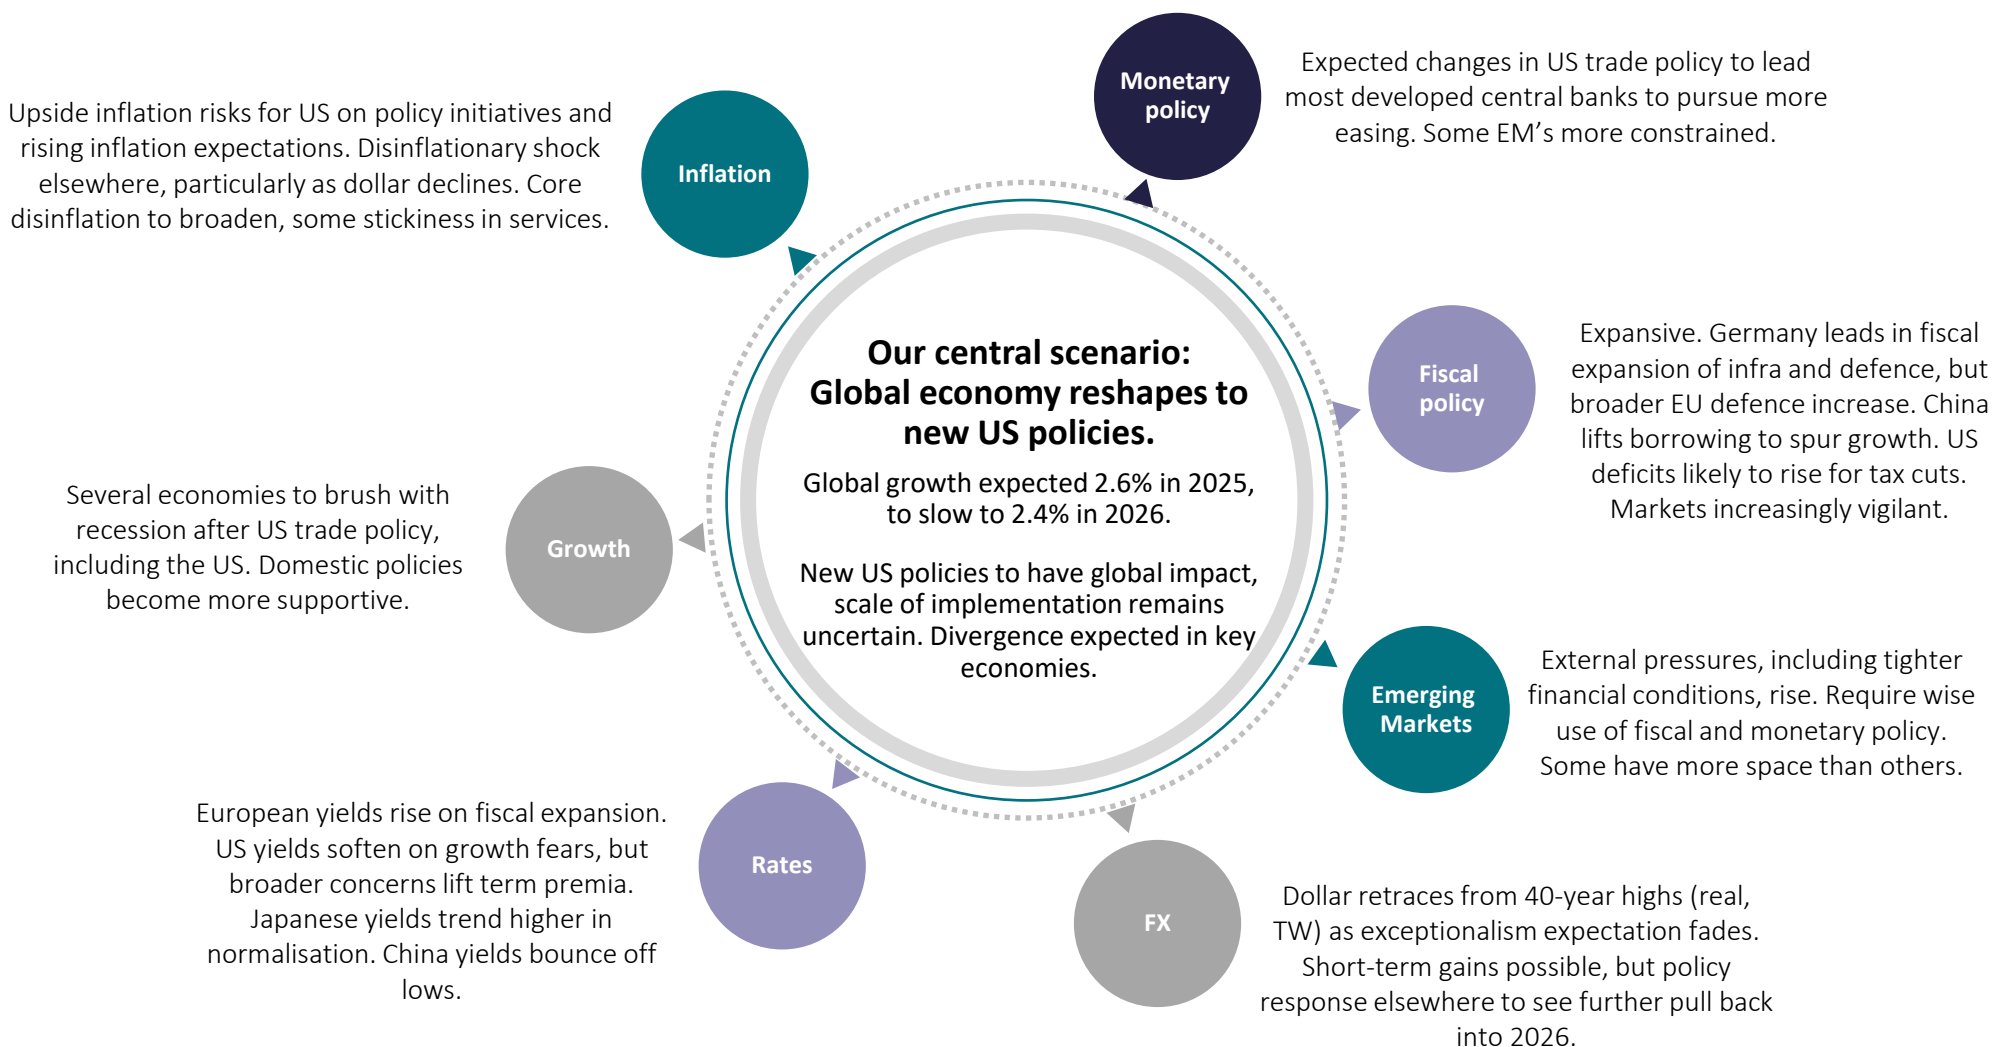 Our central scenario:
Global economy reshapes to
new US policies.
Global growth expected 2.6% in 2025,
to slow to 2.4% in 2026.
New US policies to have global impact,
scale of implementation remains
uncertain. Divergence expected in key
economies.
Monetary
policy
Expected changes in US trade policy to lead
most developed central banks to pursue more
easing. Some EM’s more constrained.
Fiscal
policy
Expansive. Germany leads in fiscal
expansion of infra and defence, but
broader EU defence increase. China
lifts borrowing to spur growth. US
deficits likely to rise for tax cuts.
Markets increasingly vigilant.
Emerging
Markets
External pressures, including tighter
financial conditions, rise. Require wise
use of fiscal and monetary policy.
Some have more space than others.
FX
Dollar retraces from 40-year highs (real,
TW) as exceptionalism expectation fades.
Short-term gains possible, but policy
response elsewhere to see further pull back
into 2026.
Rates
European yields rise on fiscal expansion.
US yields soften on growth fears, but
broader concerns lift term premia.
Japanese yields trend higher in
normalisation. China yields bounce off
lows.
Growth
Several economies to brush with
recession after US trade policy,
including the US. Domestic policies
become more supportive.
Inflation
Upside inflation risks for US on policy initiatives and
rising inflation expectations. Disinflationary shock
elsewhere, particularly as dollar declines. Core
disinflation to broaden, some stickiness in services.